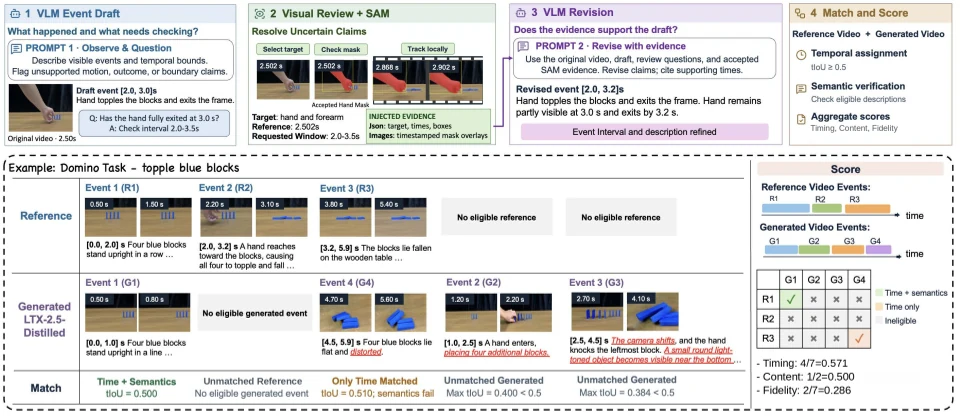 1 VLM Event Draft
What happened and what needs checking?
PROMPT 1 · Observe & Question
Describe visible events and temporal bounds.
Flag unsupported motion, outcome, or boundary claims.
Draft event [2.0, 3.0]s
Hand topples the blocks and exits the frame.
Q: Has the hand fully exited at 3.0 s?
A: Check interval 2.0-3.5s
Original video · 2.50s
2 Visual Review + SAM
Resolve Uncertain Claims
Select target
Check mask
Track locally
2.502 s
2.502 s
2.868 s
2.902 s
Accepted Hand Mask
Target: hand and forearm
Reference: 2.502s
Requested Window: 2.0-3.5s
INJECTED EVIDENCE
Json: target, times, boxes
Images: timestamped mask overlays
3 VLM Revision
Does the evidence support the draft?
PROMPT 2 · Revise with evidence
Use the original video, draft, review questions, and accepted
SAM evidence. Revise claims; cite supporting times.
Revised event [2.0, 3.2]s
Hand topples the blocks and exits the frame. Hand remains
partly visible at 3.0 s and exits by 3.2 s.
Event Interval and description refined
4 Match and Score
Reference Video + Generated Video
Temporal assignment
tIoU ≥ 0.5
Semantic verification
Check eligible descriptions
Aggregate scores
Timing, Content, Fidelity
Example: Domino Task - topple blue blocks
Reference
Event 1 (R1)
0.50 s
1.50 s
[0.0, 2.0] s Four blue blocks
stand upright in a row ...
Event 2 (R2)
2.20 s
3.10 s
[2.0, 3.2] s A hand reaches
toward the blocks, causing
all four to topple and fall ...
Event 3 (R3)
3.80 s
5.40 s
[3.2, 5.9] s The blocks lie fallen
on the wooden table ...
No eligible reference
No eligible reference
Generated
LTX-2.5-
Distilled
Event 1 (G1)
0.50 s
0.80 s
[0.0, 1.0] s Four blue blocks
stand upright in a line ...
No eligible generated event
Event 4 (G4)
4.70 s
5.60 s
[4.5, 5.9] s Four blue blocks lie
flat and distorted.
Event 2 (G2)
1.20 s
2.20 s
[1.0, 2.5] s A hand enters,
placing four additional blocks.
Event 3 (G3)
2.70 s
4.10 s
[2.5, 4.5] s The camera shifts, and the hand
knocks the leftmost block. A small round light-
toned object becomes visible near the bottom ...
Match
Time + Semantics
tIoU = 0.500
Unmatched Reference
No eligible generated event
Only Time Matched
tIoU = 0.510; semantics fail
Unmatched Generated
Max tIoU = 0.400 < 0.5
Unmatched Generated
Max tIoU = 0.384 < 0.5
Score
Reference Video Events:
R1 R2 R3
time
Generated Video Events:
G1 G2 G3 G4
time
G1 G2 G3 G4
R1 ✓ × × ×
R2 × × × ×
R3 × × × ✓
Time + semantics
Time only
Ineligible
- Timing: 4/7=0.571
- Content: 1/2=0.500
- Fidelity: 2/7=0.286